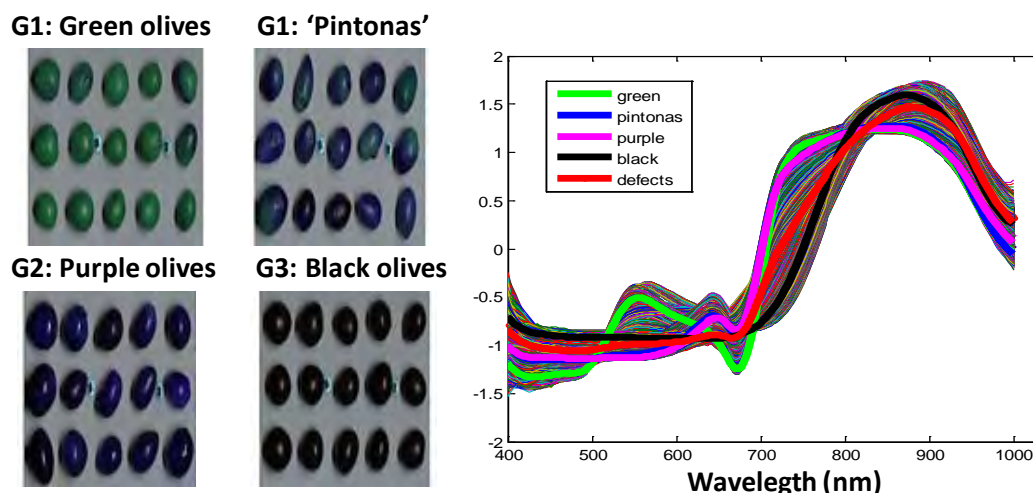 G1: Green olives
G1: ‘Pintonas’
G2: Purple olives
G3: Black olives
2
1.5
1
0.5
0
-0.5
-1
-1.5
-2
green
pintonas
purple
black
defects
400
500
600
700
800
900
1000
Wavelegth (nm)